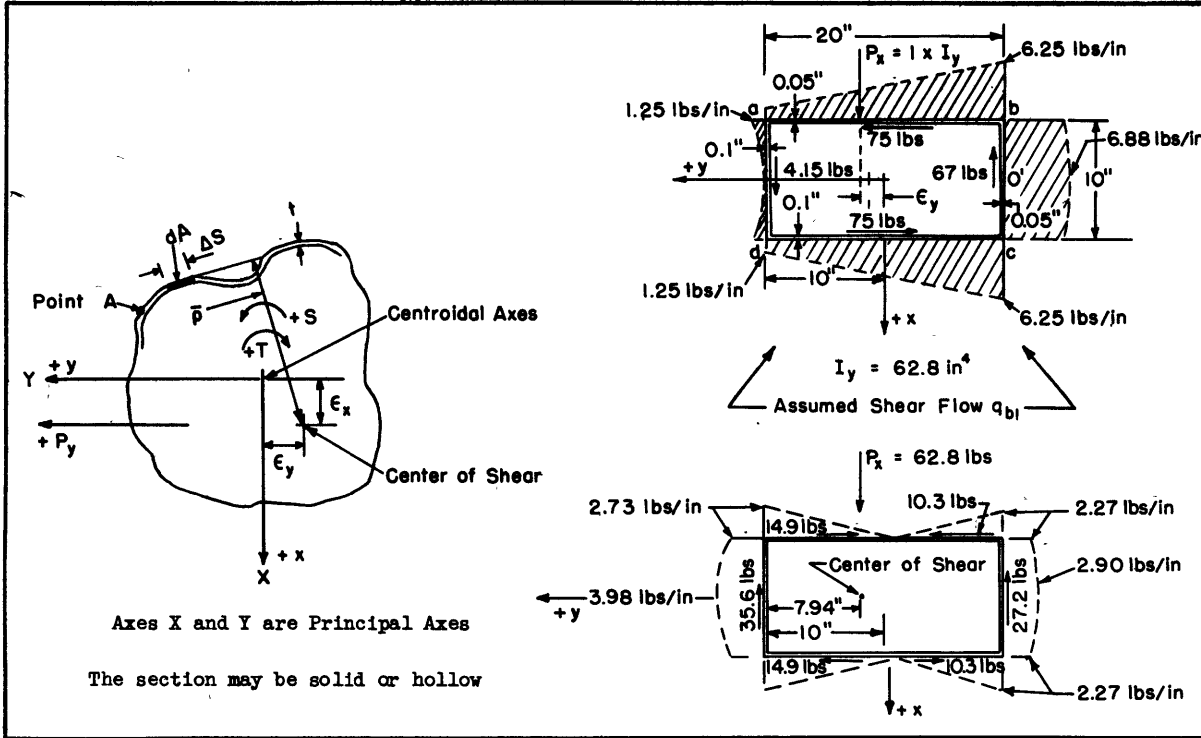 dA
ΔS
t
Point A
p̄
+S
+T
Centroidal Axes
Y
+y
ϵx
+ Py
ϵy
Center of Shear
+ x
X
Axes X and Y are Principal Axes
The section may be solid or hollow
20"
Px = 1 x Iy
6.25 lbs/in
0.05"
1.25 lbs/in
a
b
75 lbs
6.88 lbs/in
0.1"
+y
4.15 lbs
67 lbs
O'
10"
ϵy
0.1"
75 lbs
0.05"
d
c
10"
1.25 lbs/in
6.25 lbs/in
+ x
Iy = 62.8 in⁴
Assumed Shear Flow qb1
Px = 62.8 lbs
2.73 lbs/in
10.3 lbs
2.27 lbs/in
14.9 lbs
Center of Shear
2.90 lbs/in
3.98 lbs/in
+ y
35.6 lbs
7.94"
27.2 lbs
10"
14.9 lbs
10.3 lbs
2.27 lbs/in
+ x